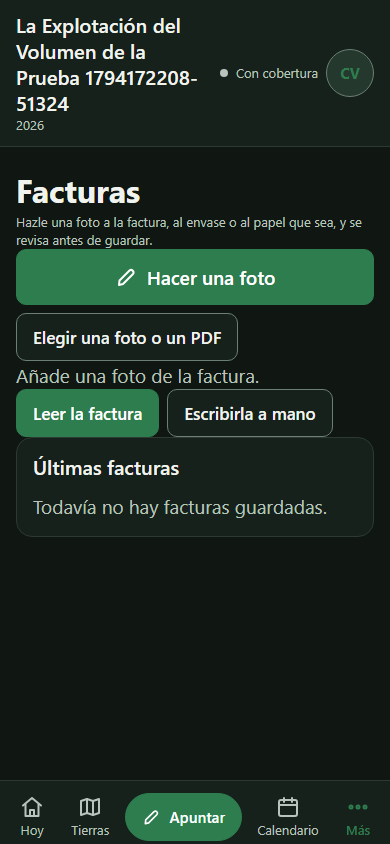 La Explotación del
Volumen de la
Prueba 1794172208-
51324
2026
Con cobertura
CV
Facturas
Hazle una foto a la factura, al envase o al papel que sea, y se
revisa antes de guardar.
Hacer una foto
Elegir una foto o un PDF
Añade una foto de la factura.
Leer la factura
Escribirla a mano
Últimas facturas
Todavía no hay facturas guardadas.
Hoy
Tierras
Apuntar
Calendario
Más